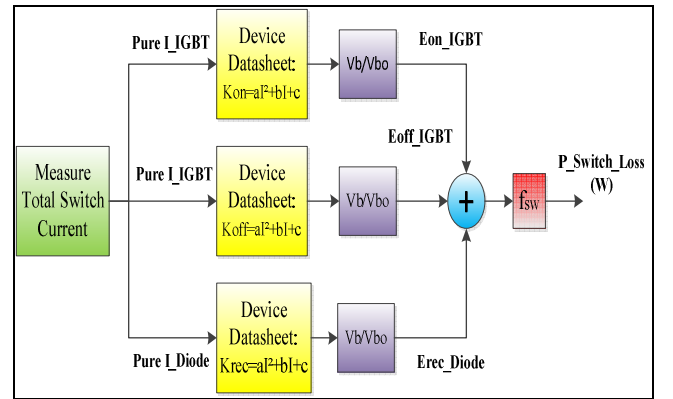 Measure
Total Switch
Current
Pure I_IGBT
Device
Datasheet:
Kon=aI²+bI+c
Vb/Vbo
Eon_IGBT
Pure I_IGBT
Device
Datasheet:
Koff=aI²+bI+c
Vb/Vbo
Eoff_IGBT
Pure I_Diode
Device
Datasheet:
Krec=aI²+bI+c
Vb/Vbo
Erec_Diode
+
fsw
P_Switch_Loss
(W)